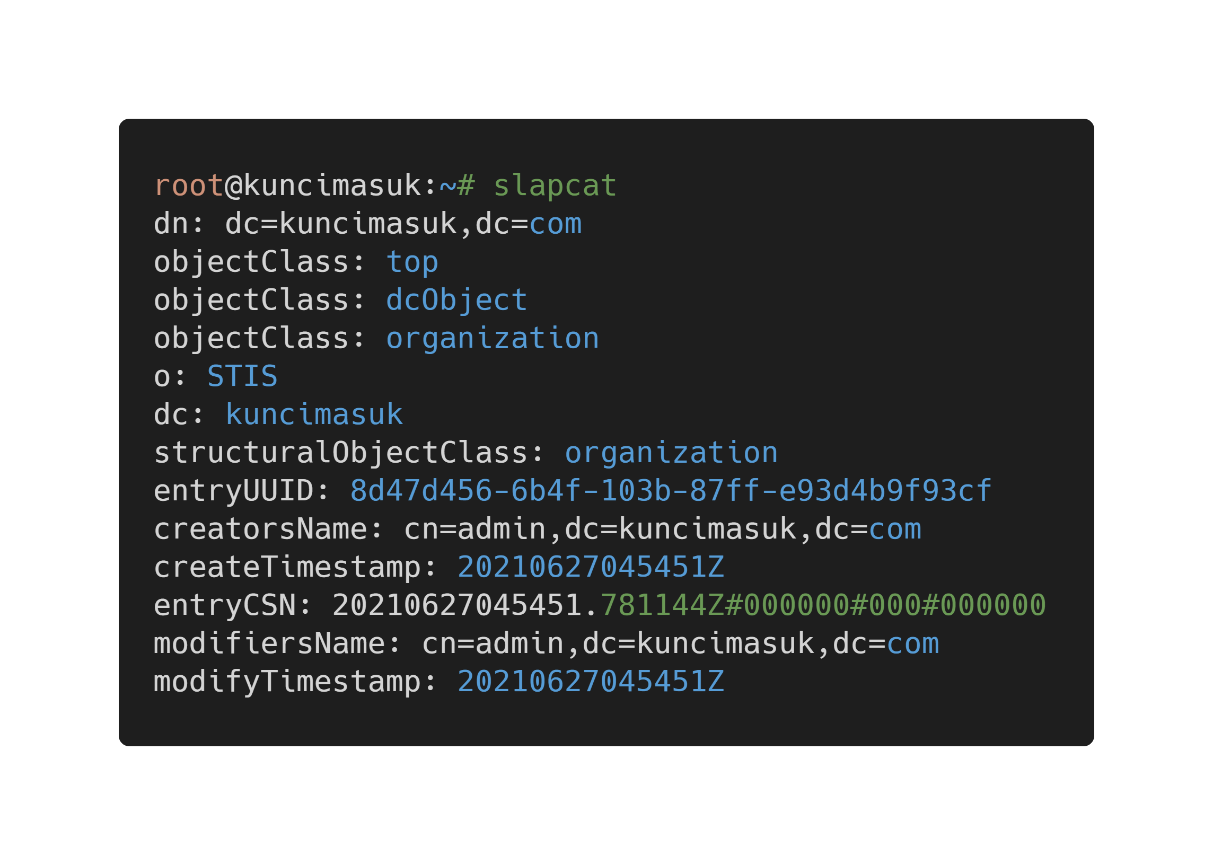 root@kuncimasuk:~# slapcat
dn: dc=kuncimasuk,dc=com
objectClass: top
objectClass: dcObject
objectClass: organization
o: STIS
dc: kuncimasuk
structuralObjectClass: organization
entryUUID: 8d47d456-6b4f-103b-87ff-e93d4b9f93cf
creatorsName: cn=admin,dc=kuncimasuk,dc=com
createTimestamp: 20210627045451Z
entryCSN: 20210627045451.781144Z#000000#000#000000
modifiersName: cn=admin,dc=kuncimasuk,dc=com
modifyTimestamp: 20210627045451Z